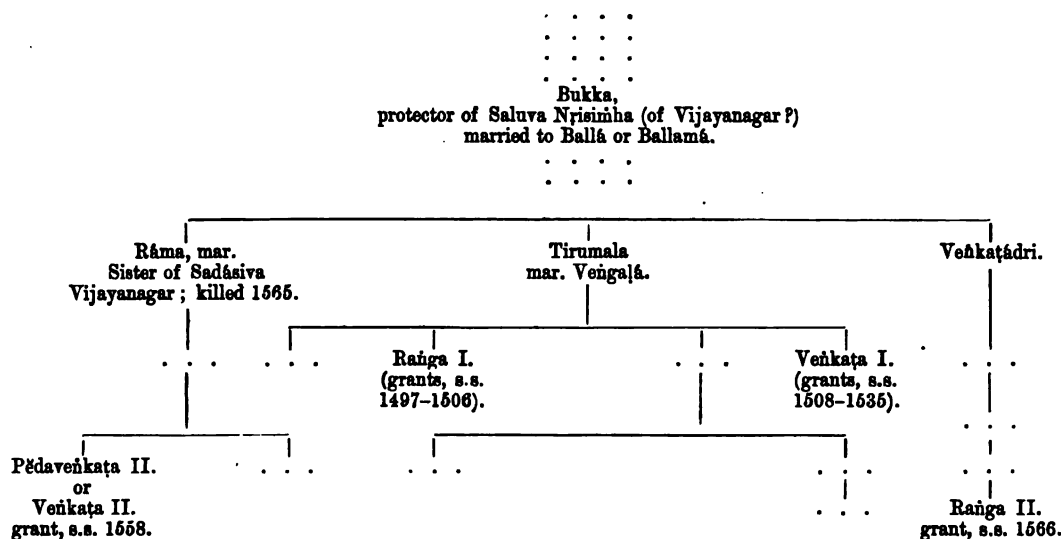 Bukka,
protector of Saluva Nṛisiṁha (of Vijayanagar?)
married to Ballá or Ballamá.
Ráma, mar.
Sister of Sadásiva
Vijayanagar; killed 1565.
Tirumala
mar. Veṅgaḷá.
Veṅkaṭádri.
Raṅga I.
(grants, s.s.
1497–1506).
Veṅkaṭa I.
(grants, s.s.
1508–1535).
Pĕdaveṅkaṭa II.
or
Veṅkaṭa II.
grant, s.s. 1558.
Raṅga II.
grant, s.s. 1566.